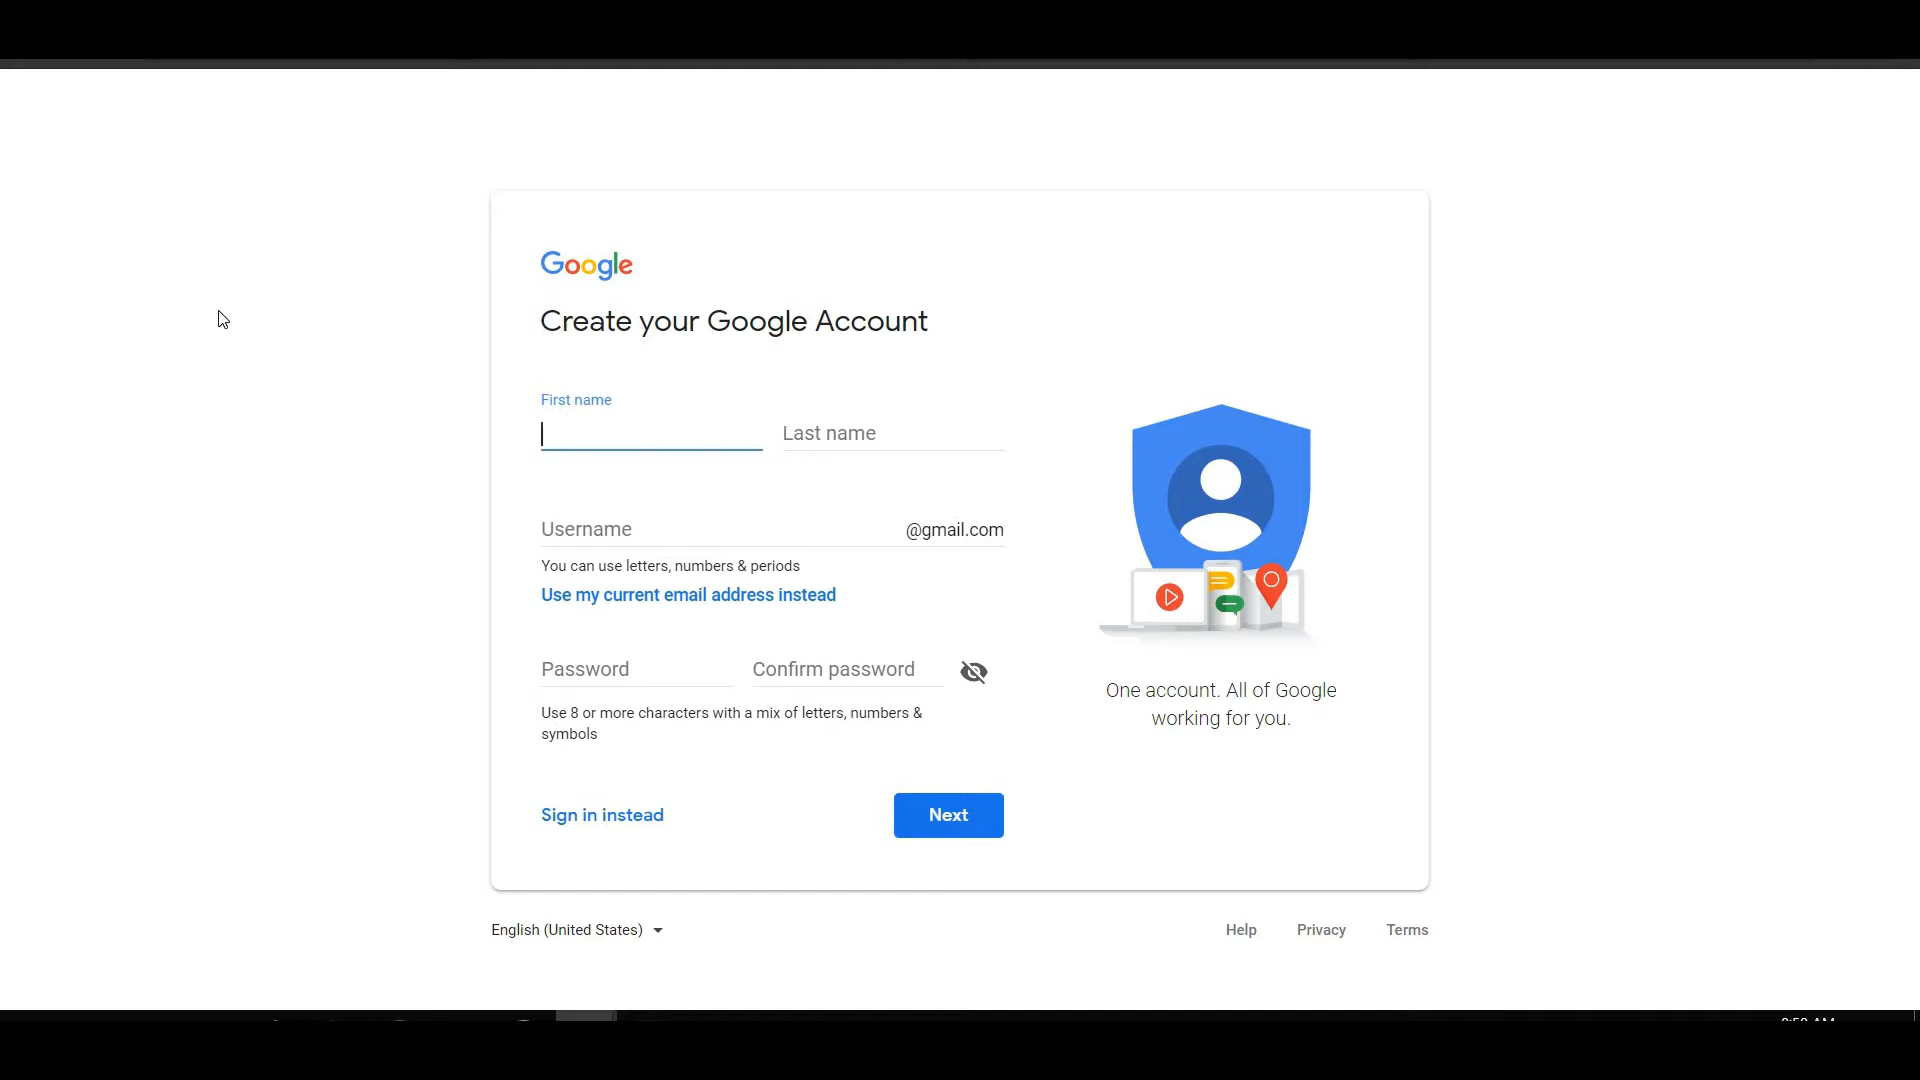 Google
Create your Google Account
First name
Last name
Username @gmail.com
You can use letters, numbers & periods
Use my current email address instead
Password Confirm password
Use 8 or more characters with a mix of letters, numbers &
symbols
One account. All of Google
working for you.
Sign in instead Next
English (United States) Help Privacy Terms